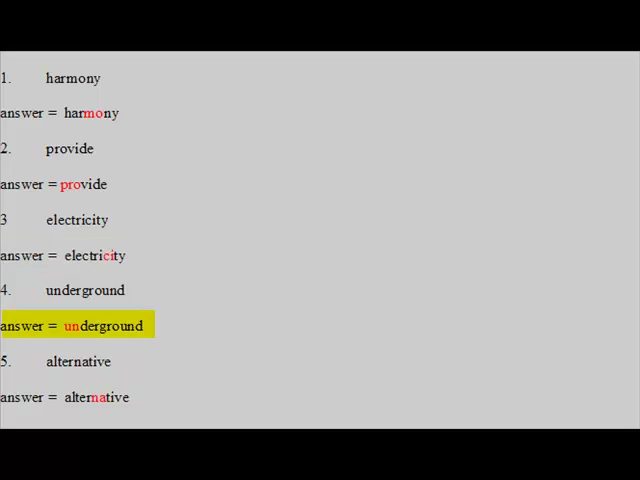 1. harmony
answer = harmony
2. provide
answer = provide
3 electricity
answer = electricity
4. underground
answer = underground
5. alternative
answer = alternative